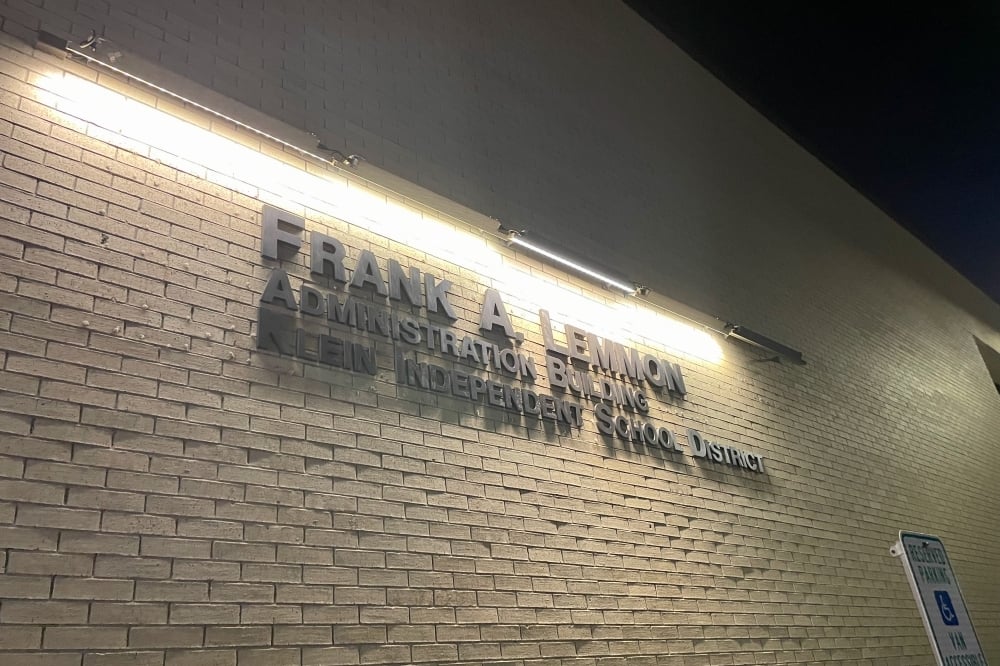 FRANK A. LEMMON
ADMINISTRATION BUILDING
KLEIN INDEPENDENT SCHOOL DISTRICT
RESERVED
PARKING
VAN
ACCESSIBLE